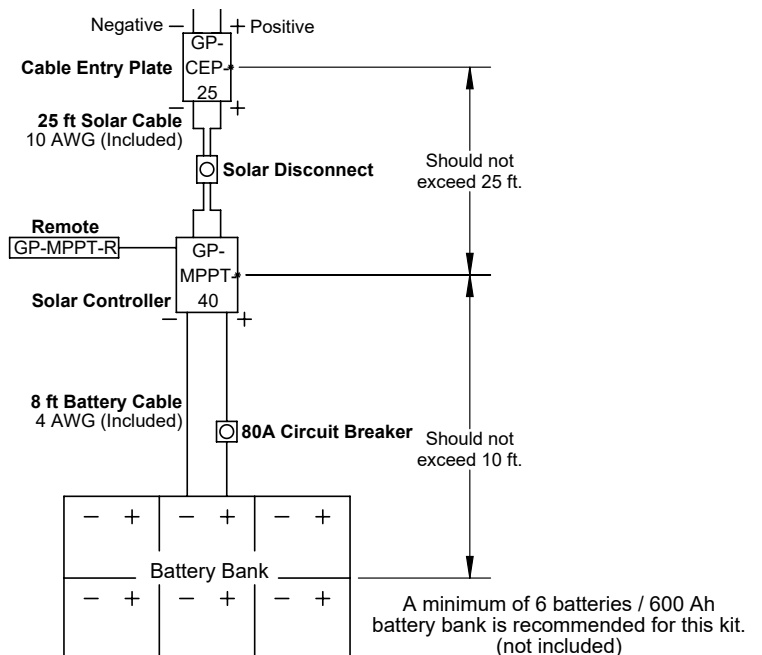 Negative − + Positive
GP-
CEP-*
25
Cable Entry Plate
− +
25 ft Solar Cable
10 AWG (Included)
Should not
exceed 25 ft.
Solar Disconnect
Remote
GP-MPPT-R
GP-
MPPT-*
40
Solar Controller
− +
8 ft Battery Cable
4 AWG (Included)
80A Circuit Breaker
Should not
exceed 10 ft.
− + − + − +
Battery Bank
− + − + − +
A minimum of 6 batteries / 600 Ah
battery bank is recommended for this kit.
(not included)